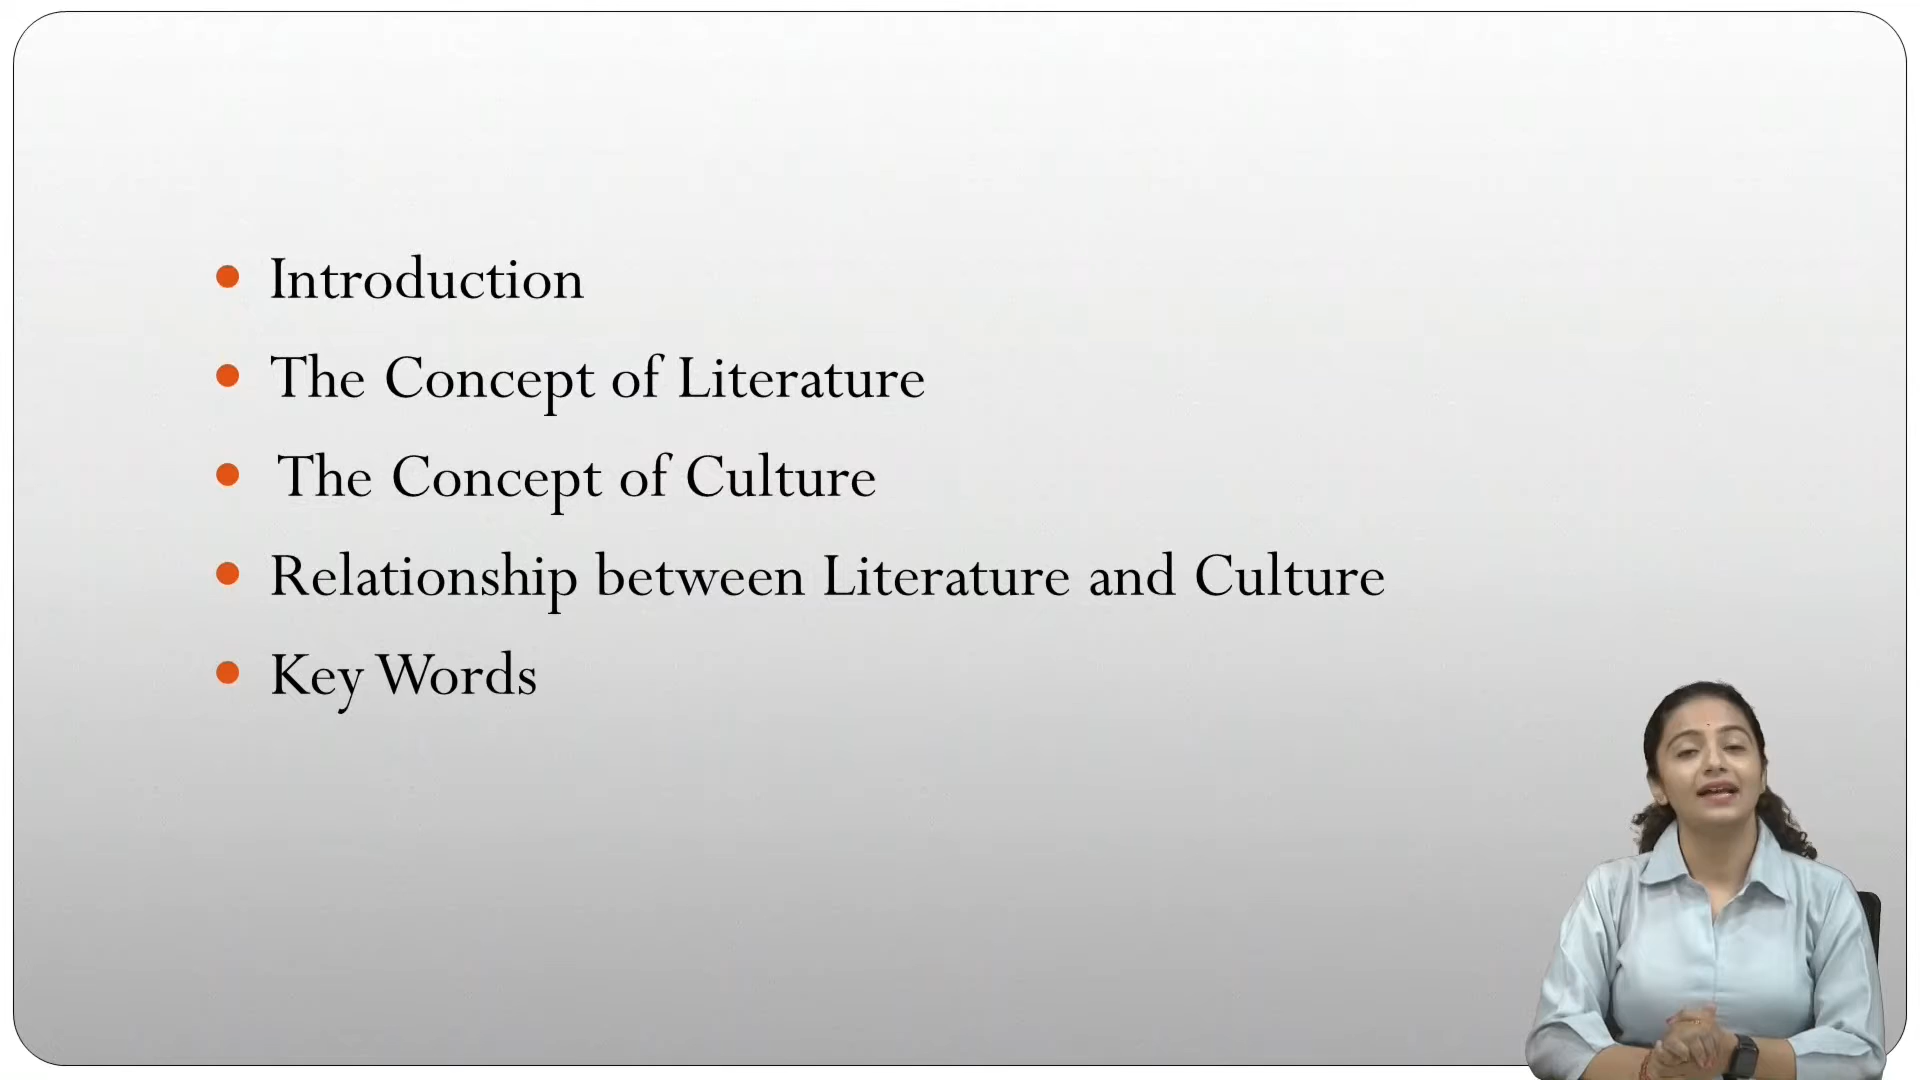 Introduction
The Concept of Literature
The Concept of Culture
Relationship between Literature and Culture
Key Words